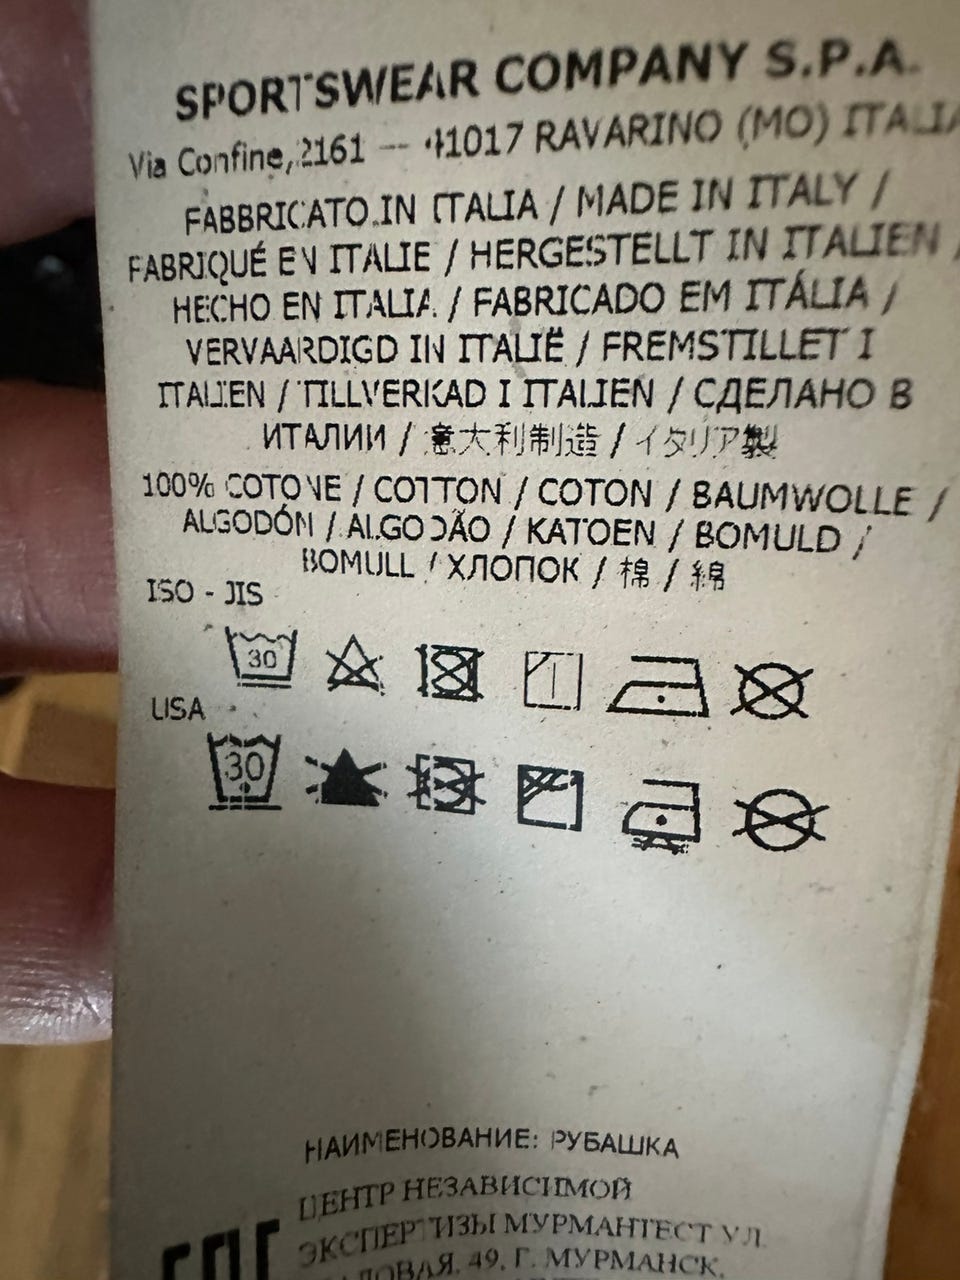 SPORTSWEAR COMPANY S.P.A.
Via Confine, 2161 -- 41017 RAVARINO (MO) ITALIA
FABBRICATO IN ITALIA / MADE IN ITALY /
FABRIQUÉ EN ITALIE / HERGESTELLT IN ITALIEN /
HECHO EN ITALIA / FABRICADO EM ITÁLIA /
VERVAARDIGD IN ITALIË / FREMSTILLET I
ITALIEN / TILLVERKAD I ITALIEN / СДЕЛАНО В
ИТАЛИИ / 意大利制造 / イタリア製
100% COTONE / COTTON / COTON / BAUMWOLLE /
ALGODÓN / ALGODÃO / KATOEN / BOMULD /
BOMULL / ХЛОПОК / 棉 / 綿
ISO - JIS
30
USA
30
НАИМЕНОВАНИЕ: РУБАШКА
ЦЕНТР НЕЗАВИСИМОЙ
ЭКСПЕРТИЗЫ МУРМАНТЕСТ УЛ.
49, Г. МУРМАНСК,